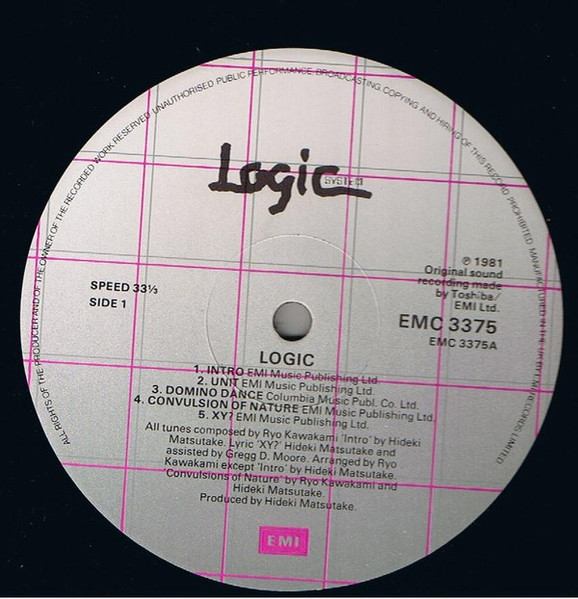 ALL RIGHTS OF THE PRODUCER AND OF THE OWNER OF THE RECORDED WORK RESERVED UNAUTHORISED PUBLIC PERFORMANCE BROADCASTING COPYING AND HIRING OF THIS RECORD PROHIBITED MANUFACTURED IN THE UK BY EMI RECORDS LIMITED
Logic SYSTEM
℗ 1981
Original sound
recording made
by Toshiba/
EMI Ltd.
SPEED 33⅓
SIDE 1
EMC 3375
EMC 3375A
LOGIC
1. INTRO EMI Music Publishing Ltd.
2. UNIT EMI Music Publishing Ltd.
3. DOMINO DANCE Columbia Music Publ. Co. Ltd.
4. CONVULSION OF NATURE EMI Music Publishing Ltd.
5. XY? EMI Music Publishing Ltd.
All tunes composed by Ryo Kawakami 'Intro' by Hideki
Matsutake. Lyric 'XY?' Hideki Matsutake and
assisted by Gregg D. Moore. Arranged by Ryo
Kawakami except 'Intro' by Hideki Matsutake.
'Convulsions of Nature' by Ryo Kawakami and
Hideki Matsutake.
Produced by Hideki Matsutake.
EMI